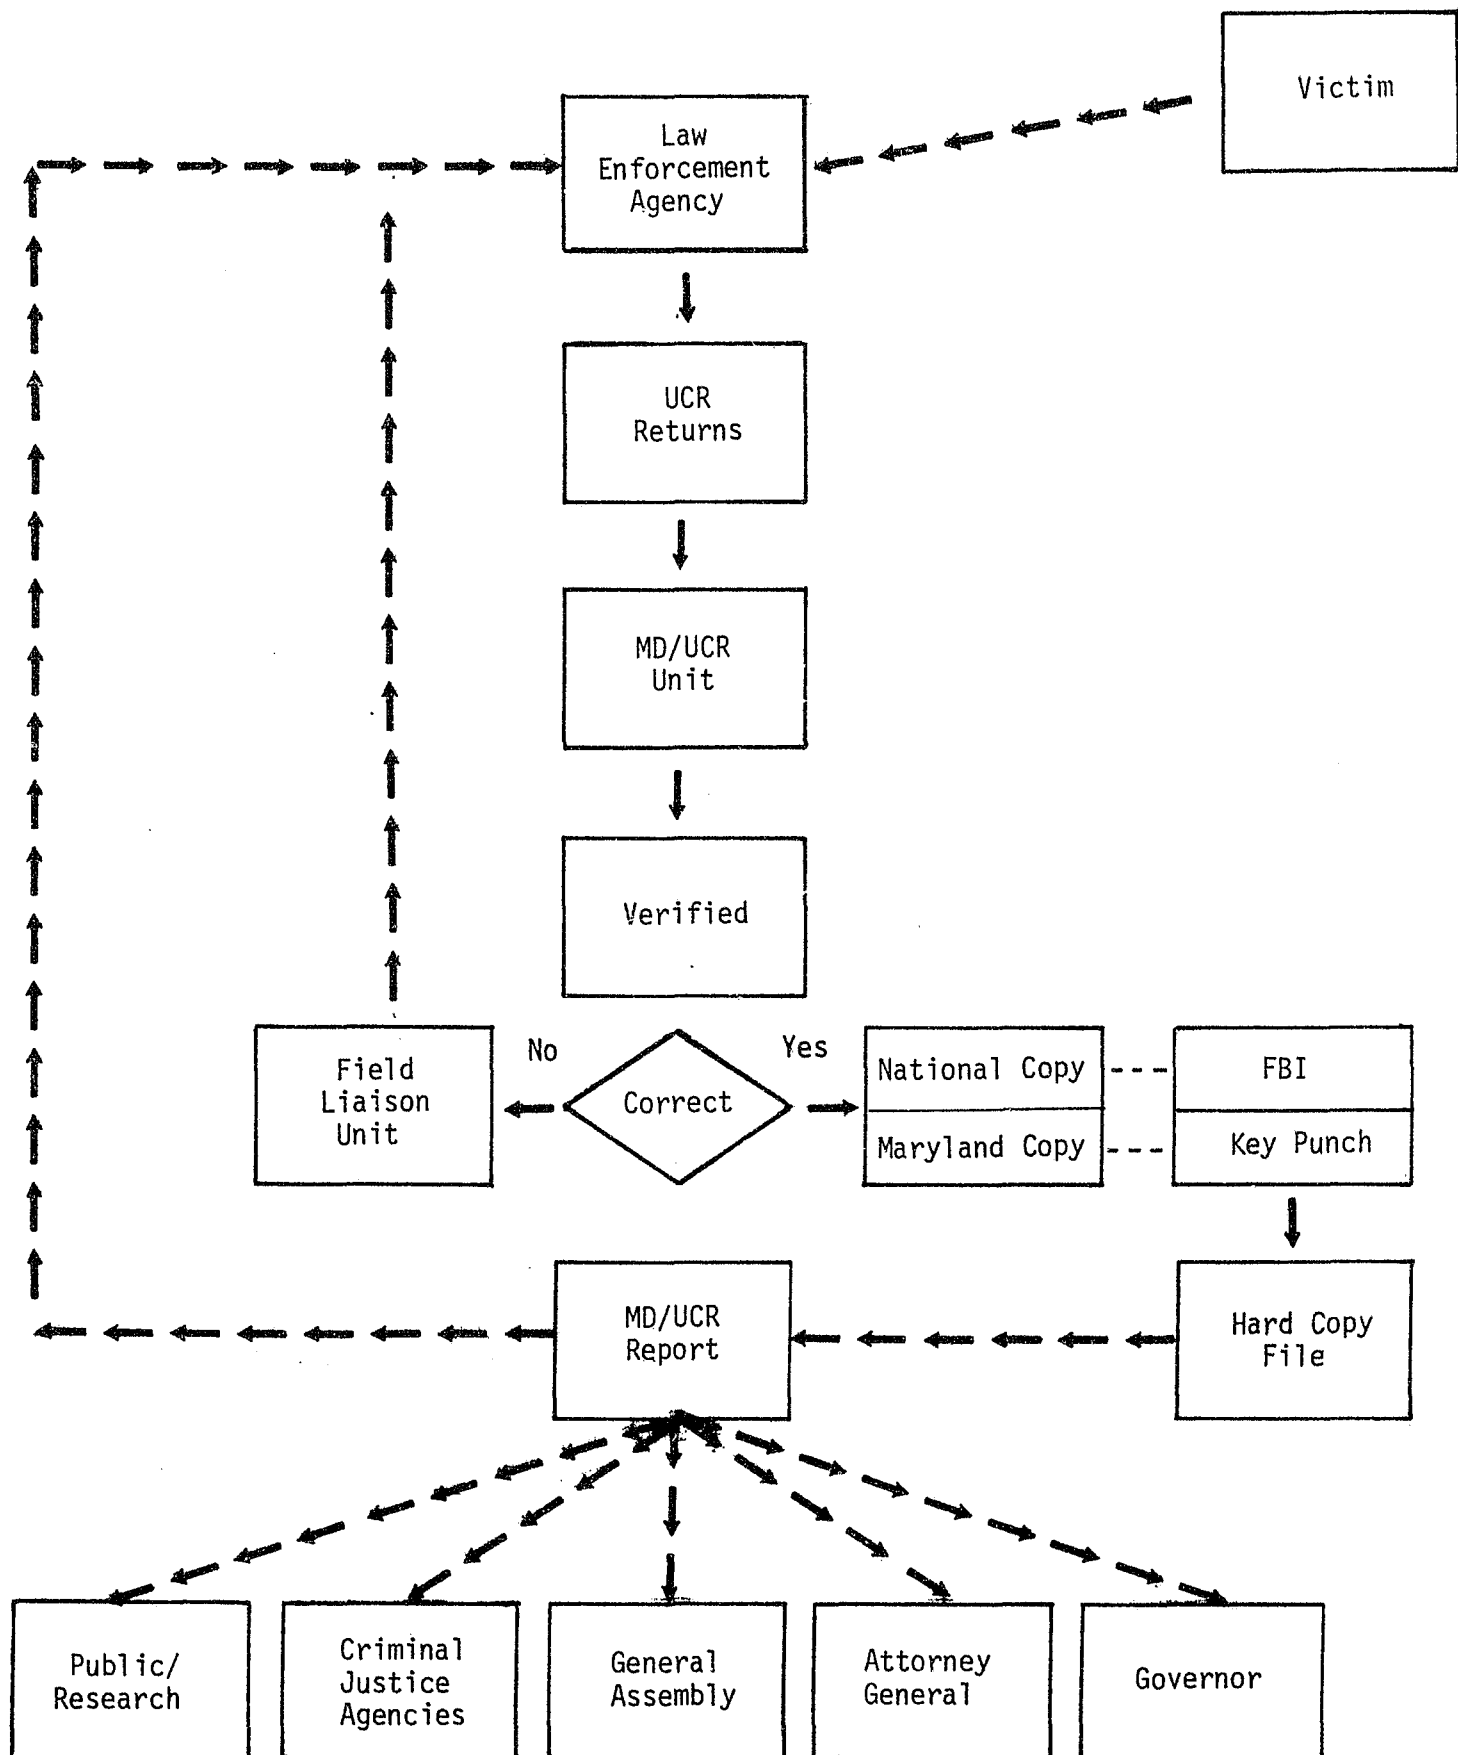 Victim
Law
Enforcement
Agency
UCR
Returns
MD/UCR
Unit
Verified
Field
Liaison
Unit
No
Correct
Yes
National Copy
Maryland Copy
FBI
Key Punch
MD/UCR
Report
Hard Copy
File
Public/
Research
Criminal
Justice
Agencies
General
Assembly
Attorney
General
Governor